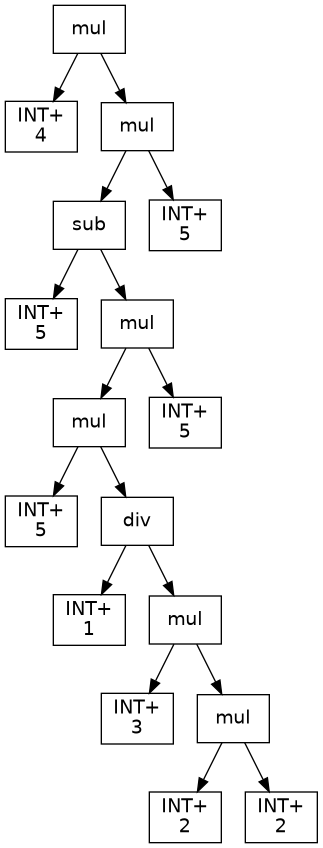 mul
INT+
4
mul
sub
INT+
5
INT+
5
mul
mul
INT+
5
INT+
5
div
INT+
1
mul
INT+
3
mul
INT+
2
INT+
2